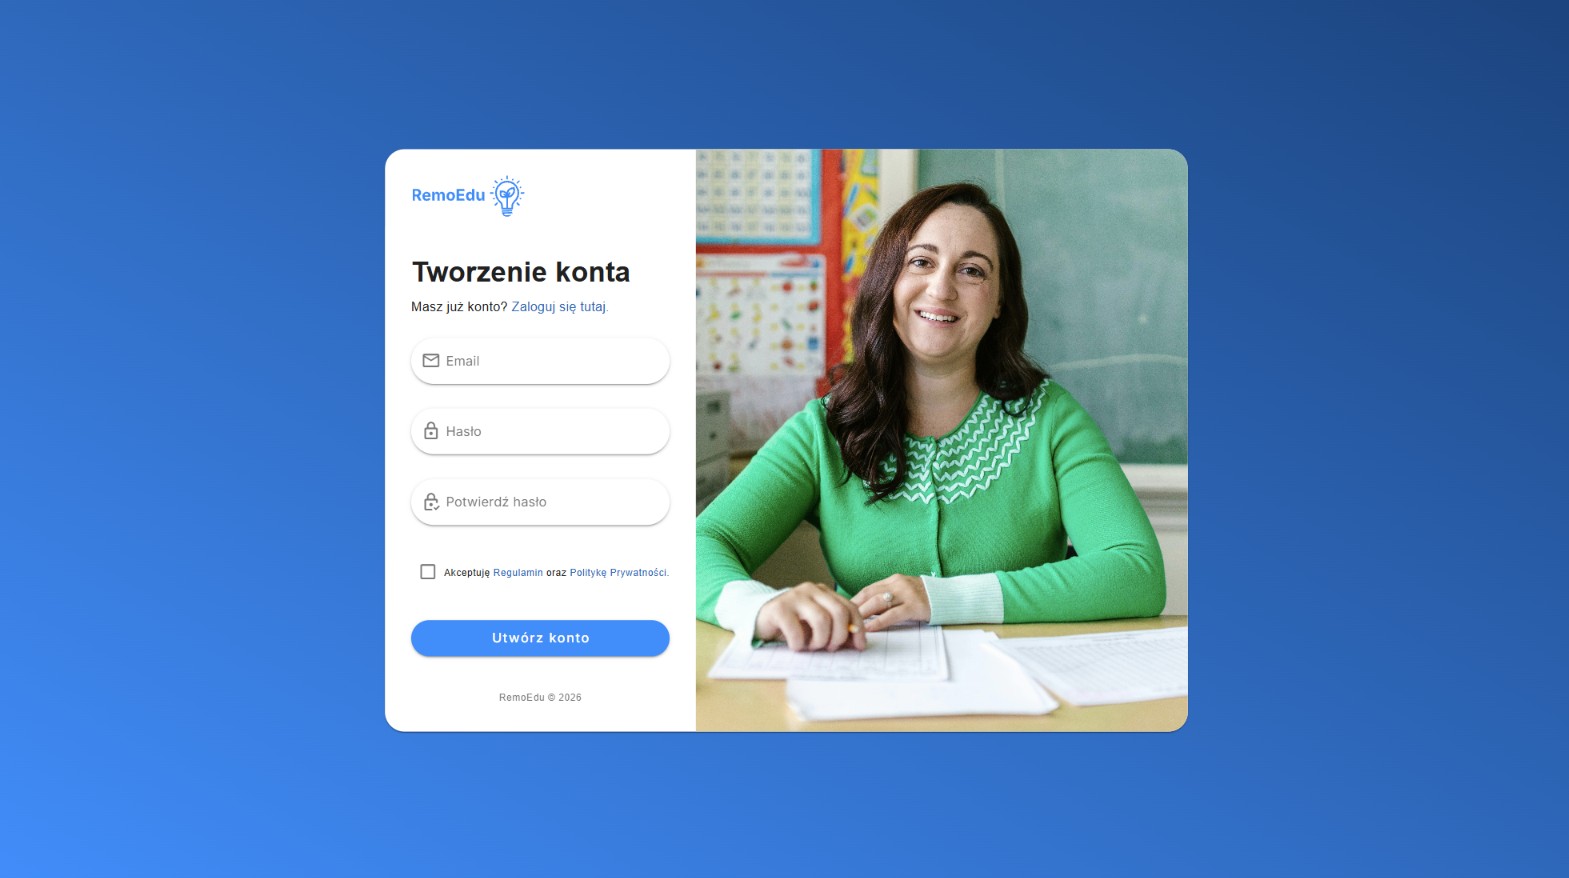 RemoEdu
Tworzenie konta
Masz już konto? Zaloguj się tutaj.
Email
Hasło
Potwierdź hasło
Akceptuję Regulamin oraz Politykę Prywatności.
Utwórz konto
RemoEdu © 2026